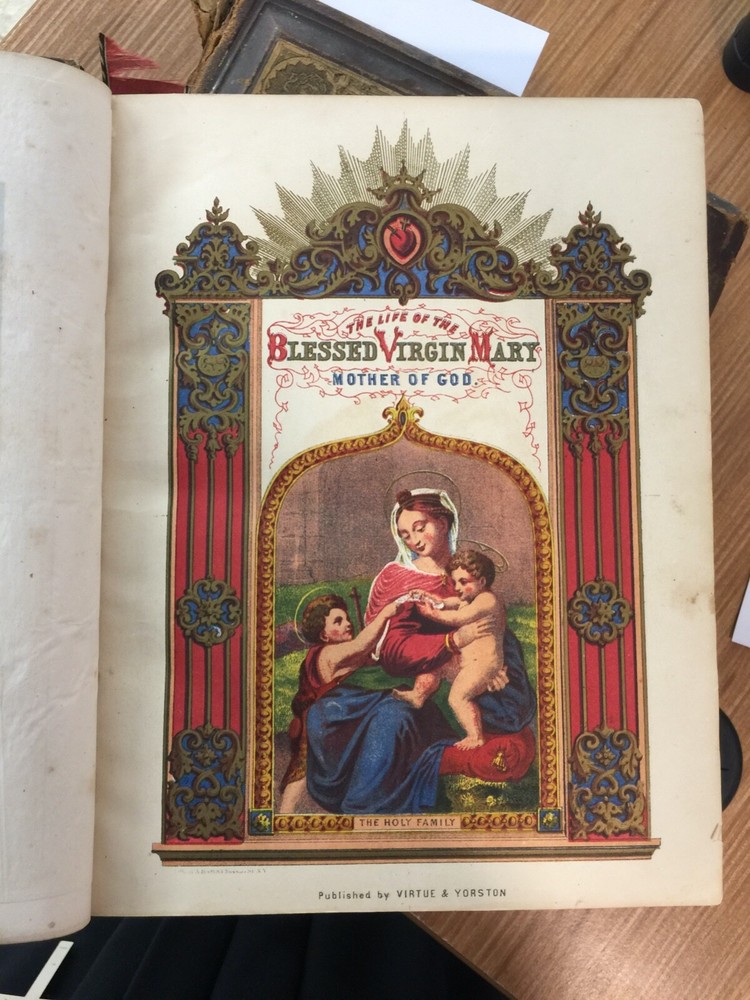 THE LIFE OF THE
BLESSED VIRGIN MARY
MOTHER OF GOD.
THE HOLY FAMILY
Published by VIRTUE & YORSTON